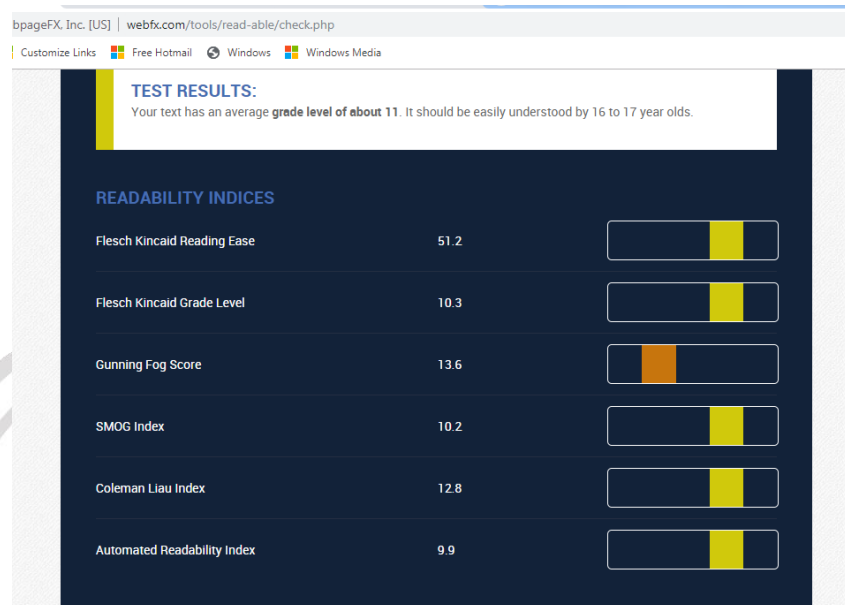 bpageFX, Inc. [US] | webfx.com/tools/read-able/check.php
Customize Links Free Hotmail Windows Windows Media
TEST RESULTS:
Your text has an average grade level of about 11. It should be easily understood by 16 to 17 year olds.
READABILITY INDICES
Flesch Kincaid Reading Ease 51.2
Flesch Kincaid Grade Level 10.3
Gunning Fog Score 13.6
SMOG Index 10.2
Coleman Liau Index 12.8
Automated Readability Index 9.9